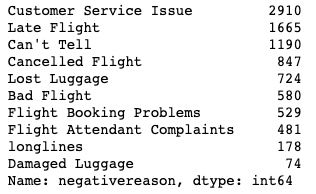 Customer Service Issue 2910
Late Flight 1665
Can't Tell 1190
Cancelled Flight 847
Lost Luggage 724
Bad Flight 580
Flight Booking Problems 529
Flight Attendant Complaints 481
longlines 178
Damaged Luggage 74
Name: negativereason, dtype: int64